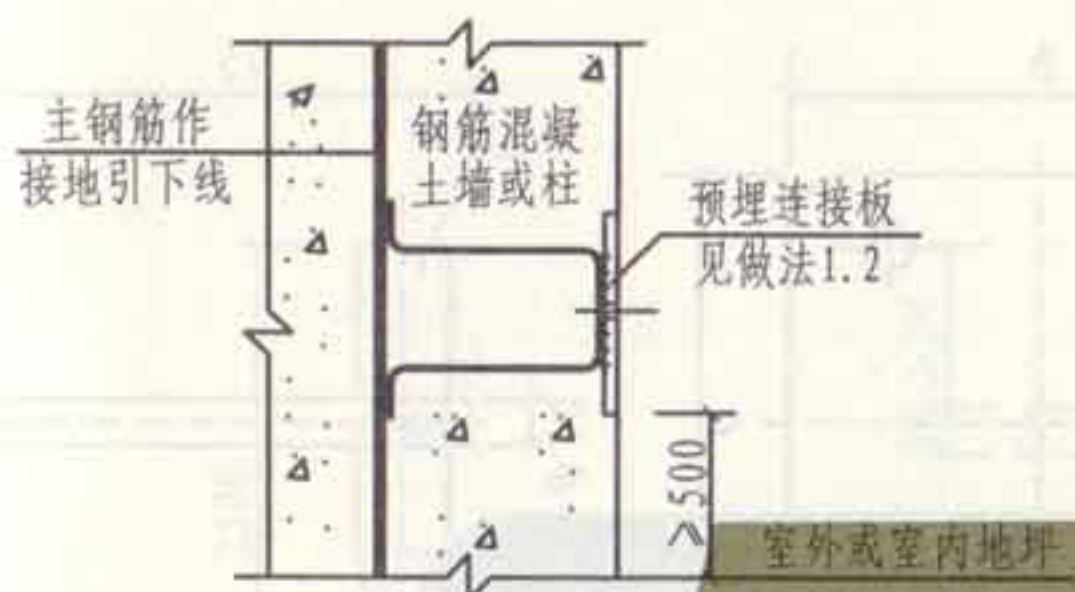 主钢筋作
接地引下线
钢筋混凝
土墙或柱
预埋连接板
见做法1.2
≥500
室外或室内地坪